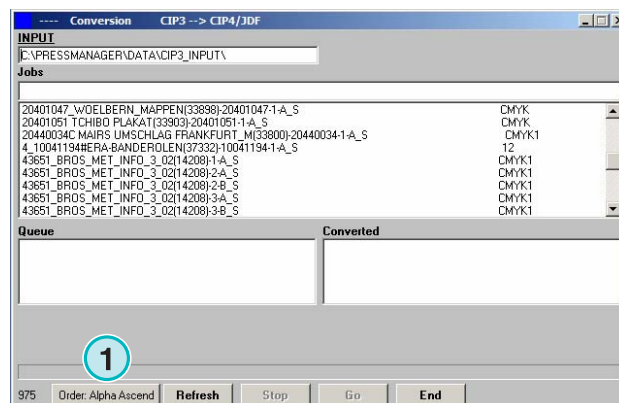 ---- Conversion CIP3 --> CIP4/JDF
INPUT
C:\PRESSMANAGER\DATA\CIP3_INPUT\
Jobs
20401047_WOELBERN_MAPPEN(33898)-20401047-1-A_S CMYK
20401051 TCHIBO PLAKAT(33903)-20401051-1-A_S CMYK
20440034C MAIRS UMSCHLAG FRANKFURT_M(33800)-20440034-1-A_S CMYK1
4_10041194#ERA-BANDEROLEN(37332)-10041194-1-A_S 12
43651_BROS_MET_INFO_3_02(14208)-1-A_S CMYK1
43651_BROS_MET_INFO_3_02(14208)-2-A_S CMYK1
43651_BROS_MET_INFO_3_02(14208)-2-B_S CMYK1
43651_BROS_MET_INFO_3_02(14208)-3-A_S CMYK1
43651_BROS_MET_INFO_3_02(14208)-3-B_S CMYK1
Queue Converted
1
975 Order: Alpha Ascend Refresh Stop Go End